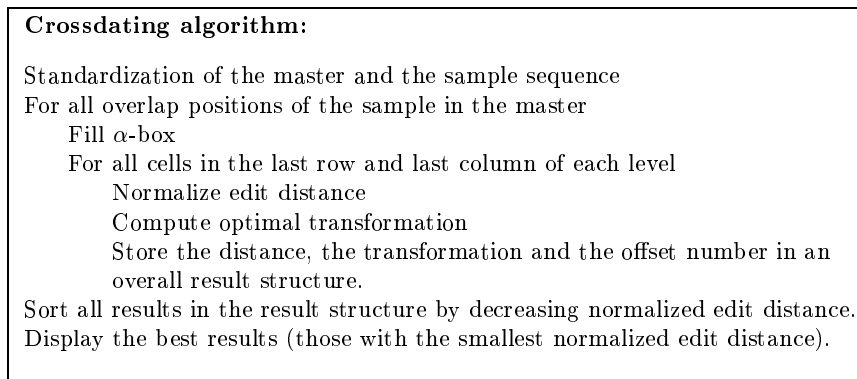 Crossdating algorithm:
Standardization of the master and the sample sequence
For all overlap positions of the sample in the master
Fill α-box
For all cells in the last row and last column of each level
Normalize edit distance
Compute optimal transformation
Store the distance, the transformation and the offset number in an
overall result structure.
Sort all results in the result structure by decreasing normalized edit distance.
Display the best results (those with the smallest normalized edit distance).